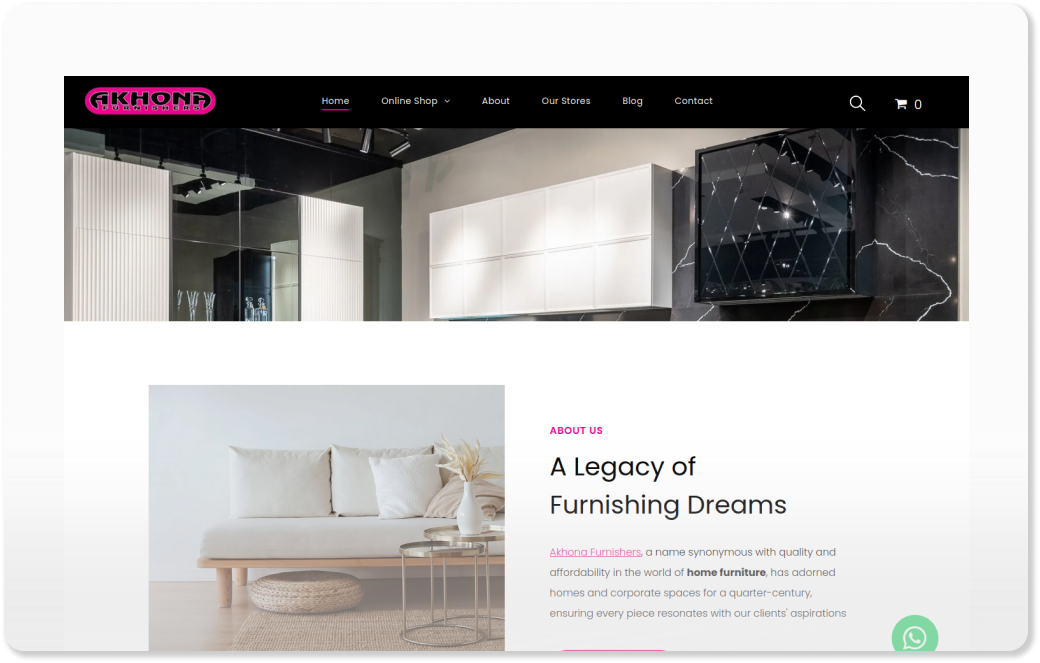 AKHONA
FURNISHERS
Home
Online Shop
About
Our Stores
Blog
Contact
0
ABOUT US
A Legacy of
Furnishing Dreams
Akhona Furnishers, a name synonymous with quality and
affordability in the world of home furniture, has adorned
homes and corporate spaces for a quarter-century,
ensuring every piece resonates with our clients' aspirations